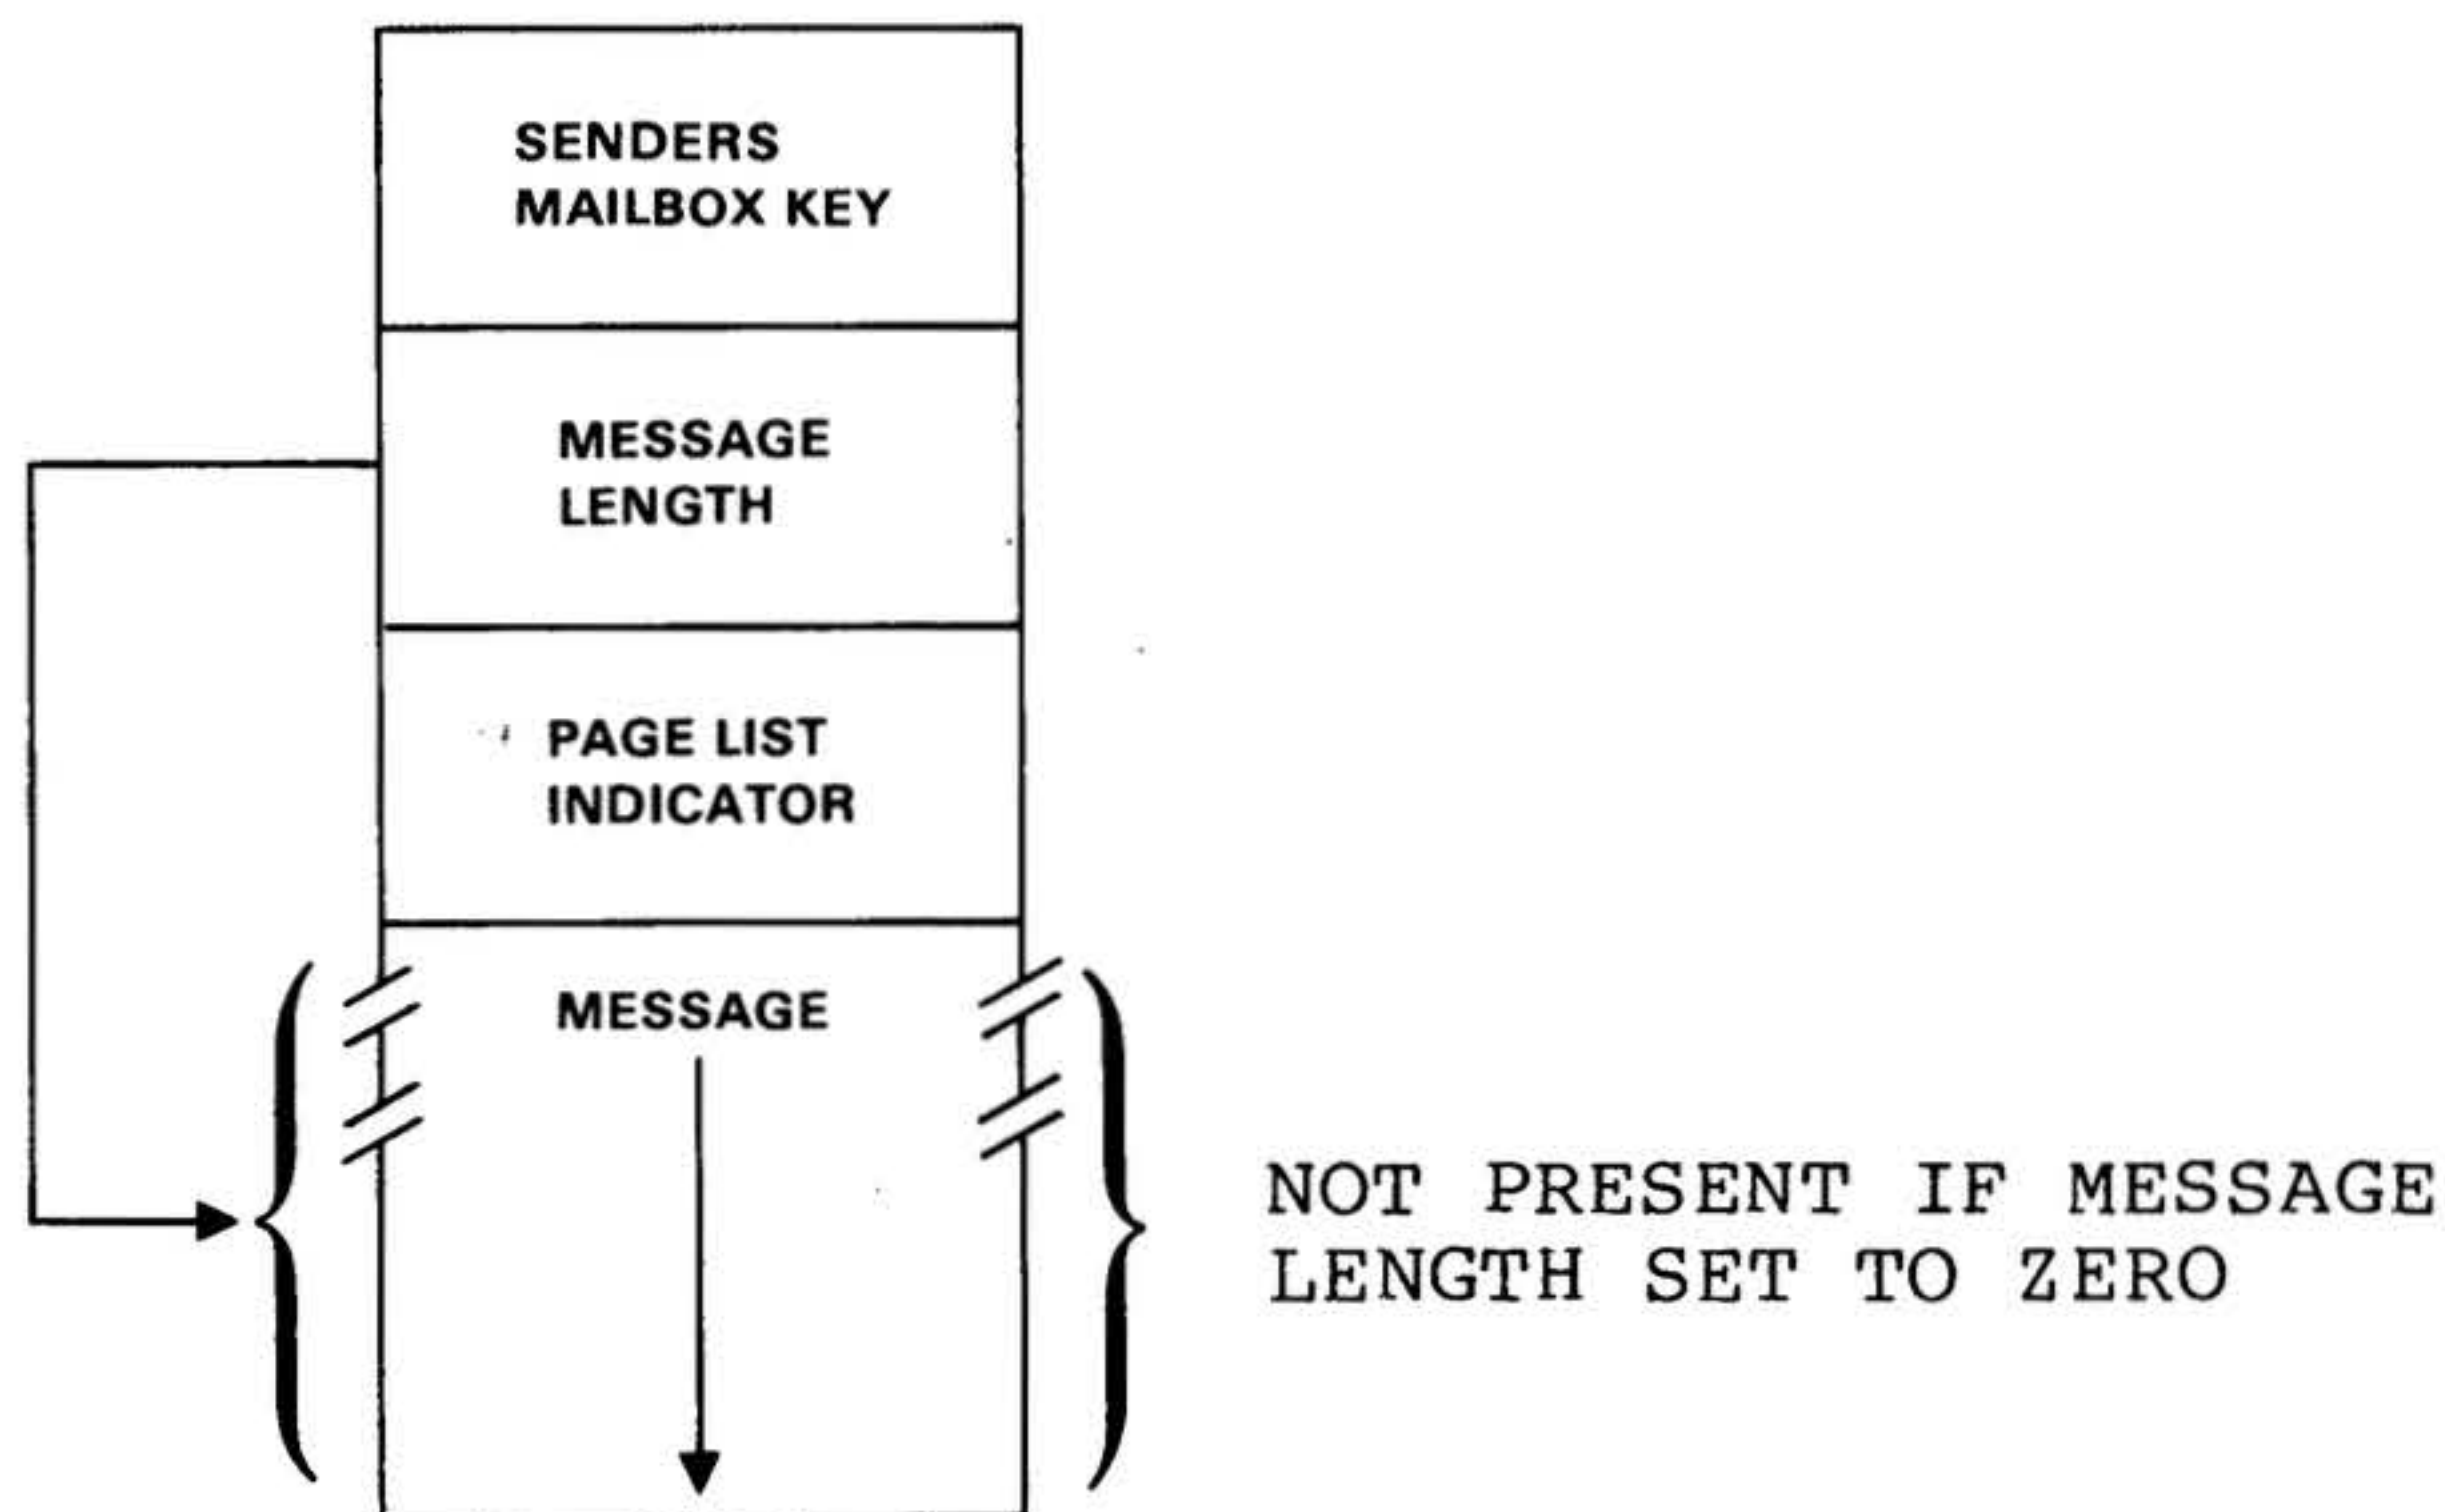 SENDERS
MAILBOX KEY
MESSAGE
LENGTH
PAGE LIST
INDICATOR
MESSAGE
NOT PRESENT IF MESSAGE
LENGTH SET TO ZERO